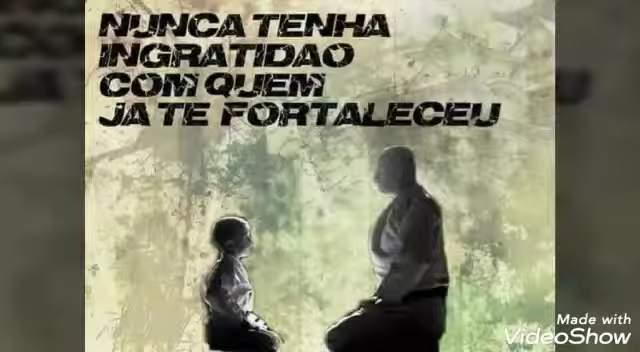 NUNCA TENHA
INGRATIDAO
COM QUEM
JA TE FORTALECEU
Made with
VideoShow